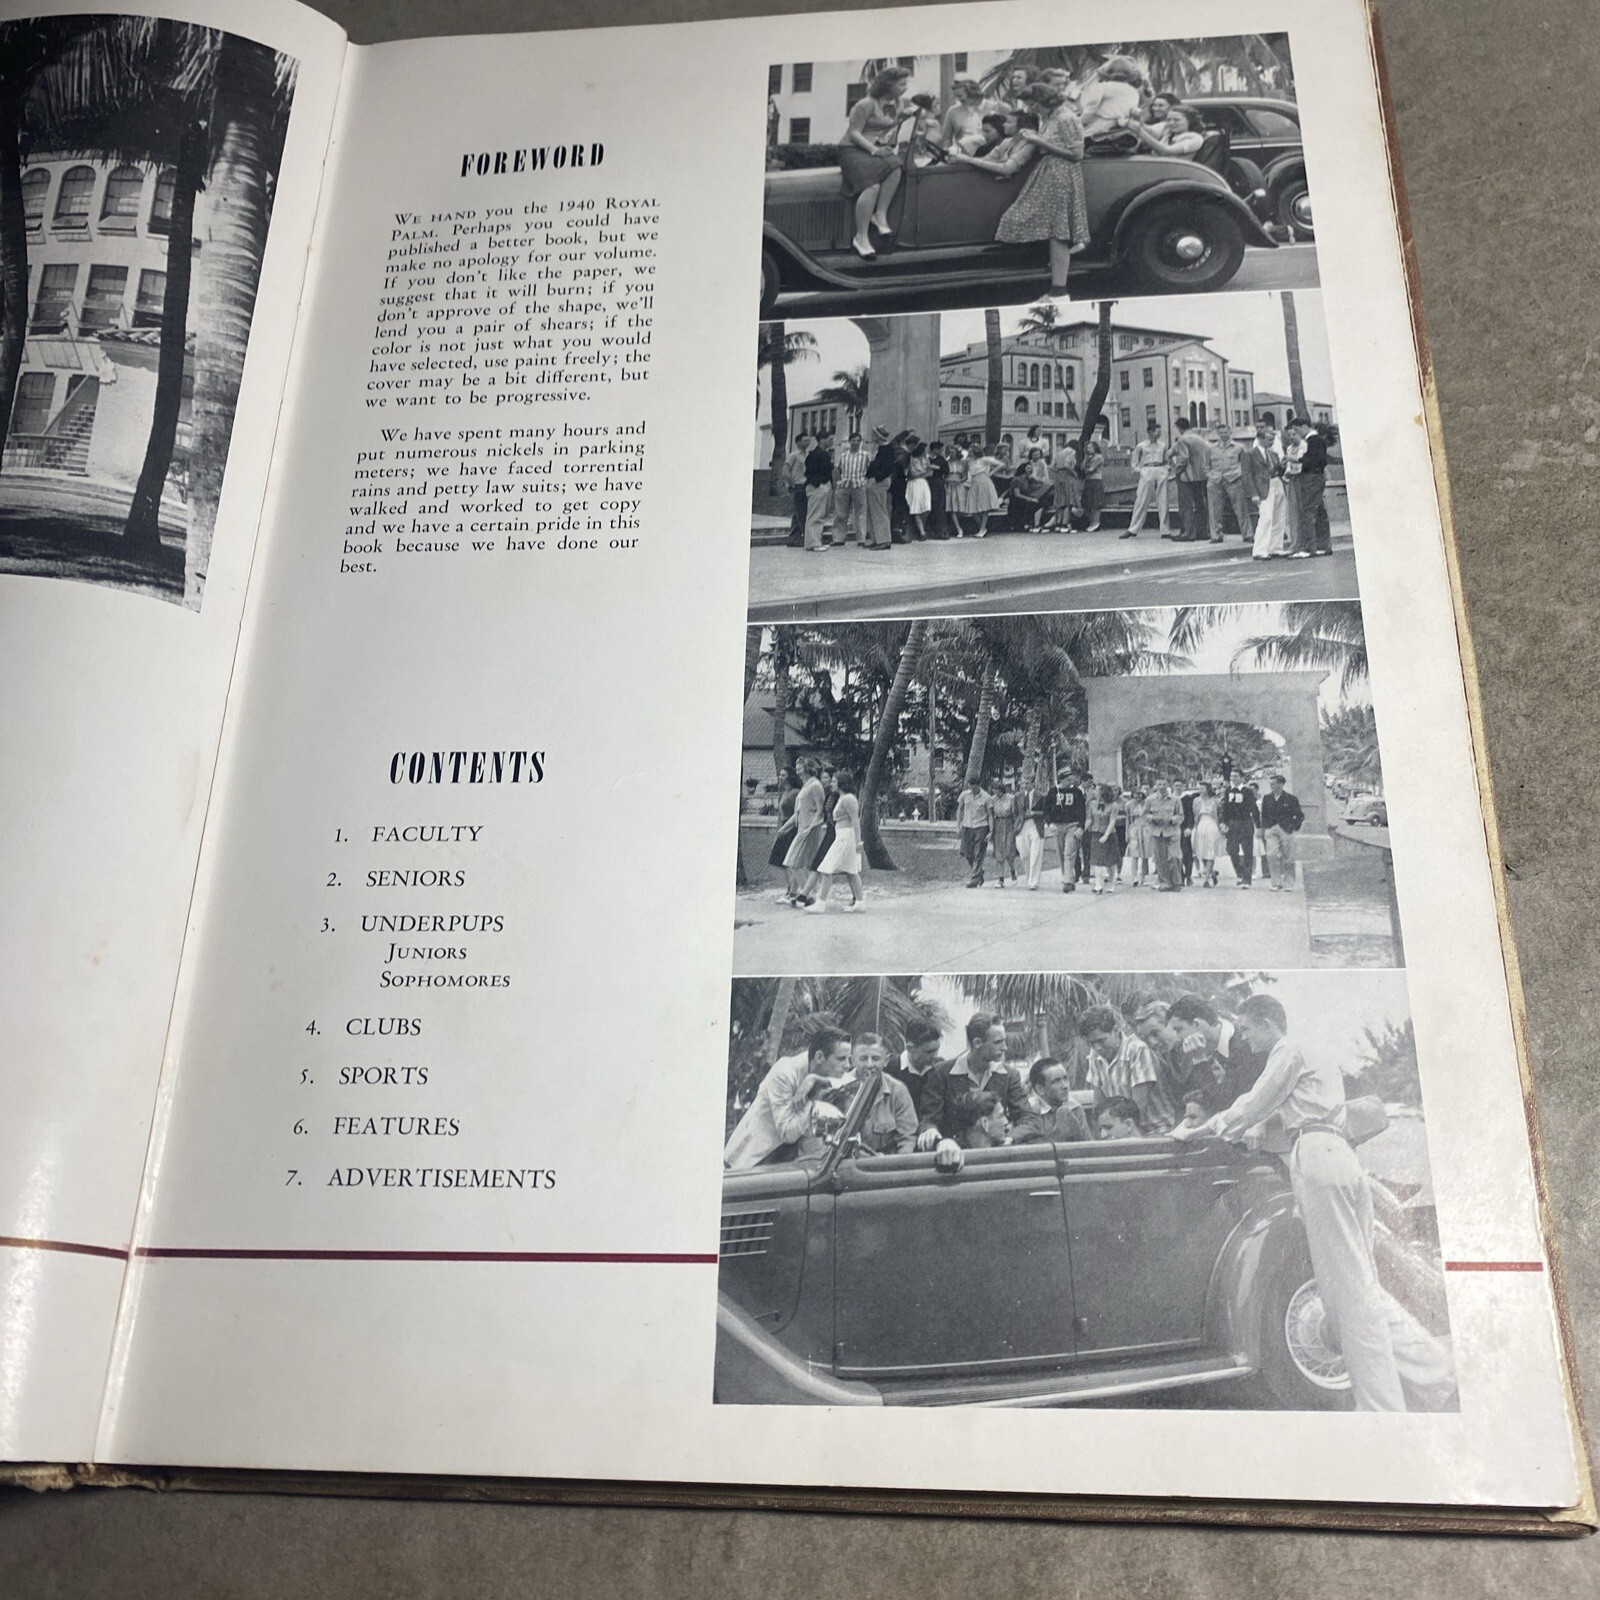 FOREWORD
WE HAND you the 1940 ROYAL
PALM. Perhaps you could have
published a better book, but we
make no apology for our volume.
If you don't like the paper, we
suggest that it will burn; if you
don't approve of the shape, we'll
lend you a pair of shears; if the
color is not just what you would
have selected, use paint freely; the
cover may be a bit different, but
we want to be progressive.
We have spent many hours and
put numerous nickels in parking
meters; we have faced torrential
rains and petty law suits; we have
walked and worked to get copy
and we have a certain pride in this
book because we have done our
best.
CONTENTS
1. FACULTY
2. SENIORS
3. UNDERPUPS
JUNIORS
SOPHOMORES
4. CLUBS
5. SPORTS
6. FEATURES
7. ADVERTISEMENTS
PB
PB